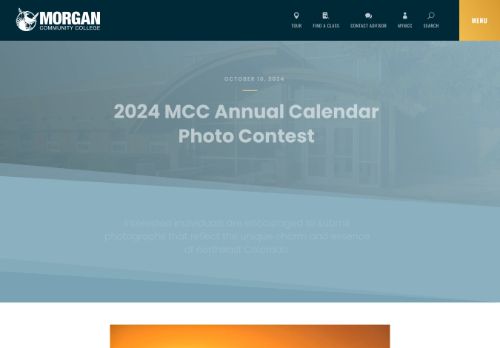 MORGAN
COMMUNITY COLLEGE
TOUR
FIND A CLASS
CONTACT ADVISOR
MYMCC
SEARCH
MENU
OCTOBER 10, 2024
2024 MCC Annual Calendar
Photo Contest
Interested individuals are encouraged to submit
photographs that reflect the unique charm and essence
of northeast Colorado.